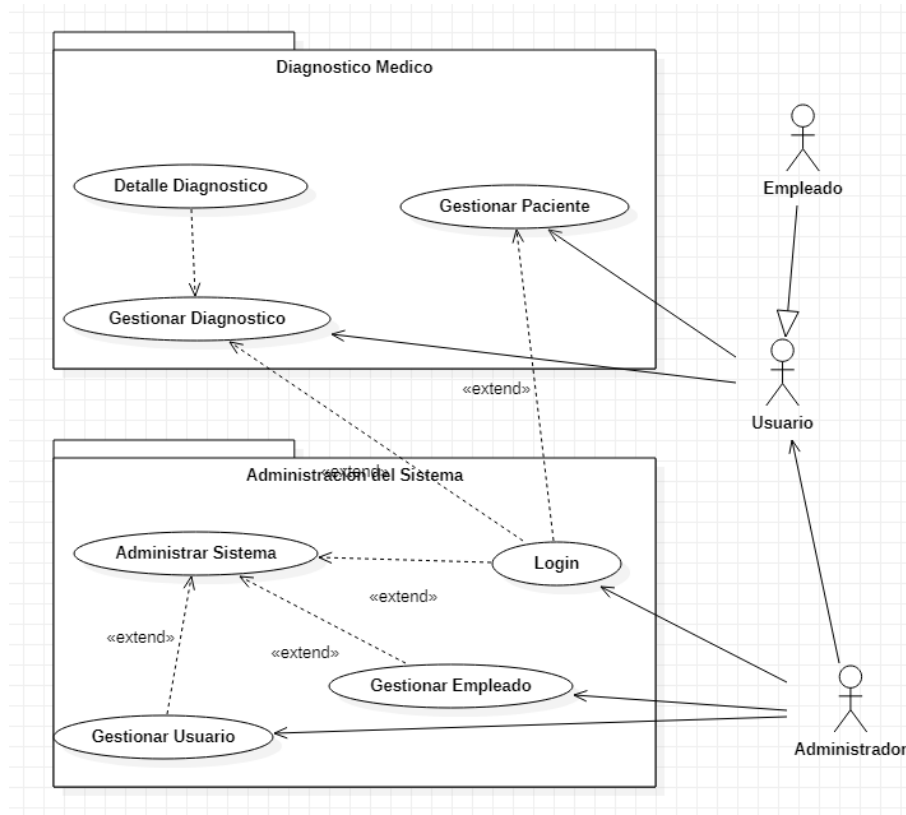 Diagnostico Medico
Empleado
Detalle Diagnostico
Gestionar Paciente
Gestionar Diagnostico
«extend»
Usuario
«extend»
Administración del Sistema
Administrar Sistema
Login
«extend»
«extend»
«extend»
Gestionar Empleado
Gestionar Usuario
Administrador